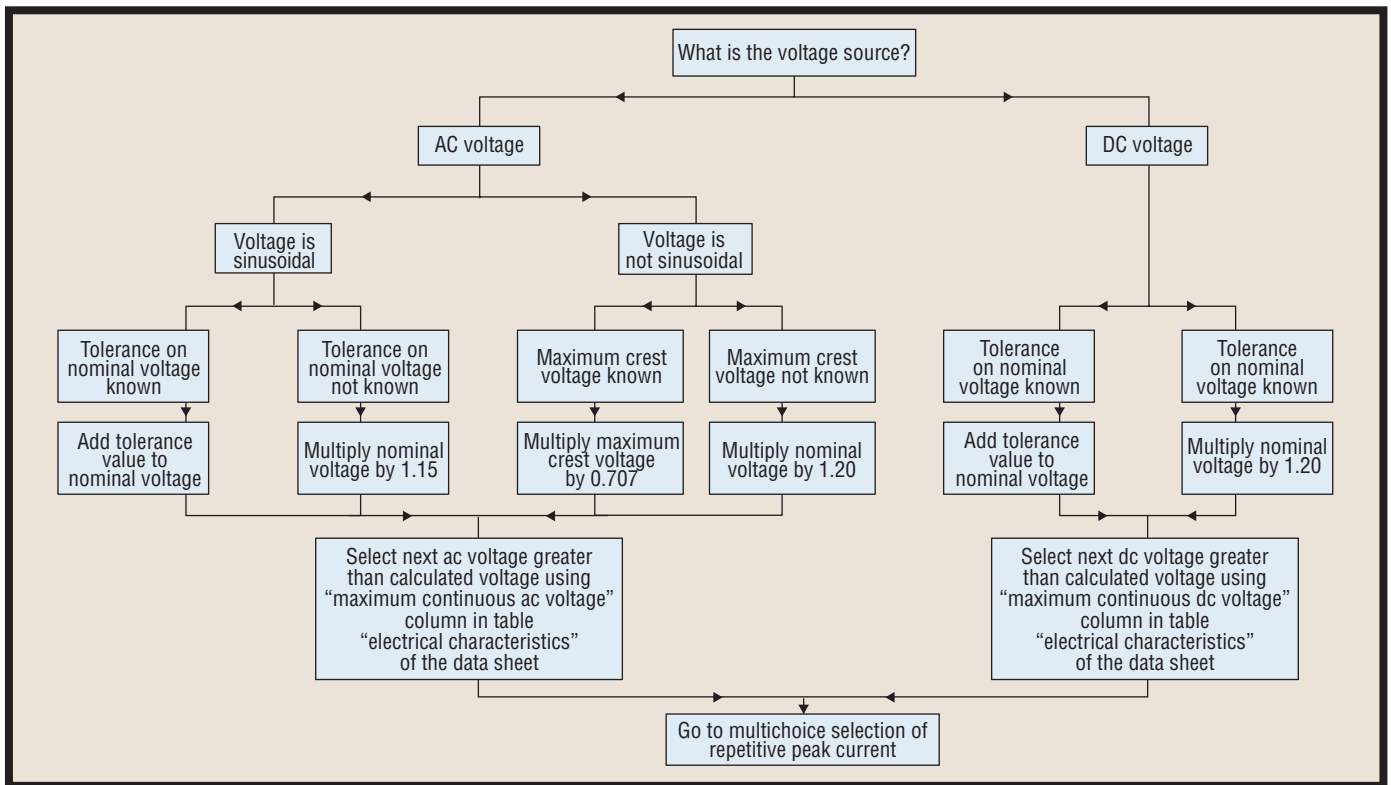 What is the voltage source?
AC voltage
DC voltage
Voltage is
sinusoidal
Voltage is
not sinusoidal
Tolerance on
nominal voltage
known
Tolerance on
nominal voltage
not known
Maximum crest
voltage known
Maximum crest
voltage not known
Tolerance
on nominal
voltage known
Tolerance
on nominal
voltage known
Add tolerance
value to
nominal voltage
Multiply nominal
voltage by 1.15
Multiply maximum
crest voltage
by 0.707
Multiply nominal
voltage by 1.20
Add tolerance
value to
nominal voltage
Multiply nominal
voltage by 1.20
Select next ac voltage greater
than calculated voltage using
“maximum continuous ac voltage”
column in table
“electrical characteristics”
of the data sheet
Select next dc voltage greater
than calculated voltage using
“maximum continuous dc voltage”
column in table
“electrical characteristics”
of the data sheet
Go to multichoice selection of
repetitive peak current